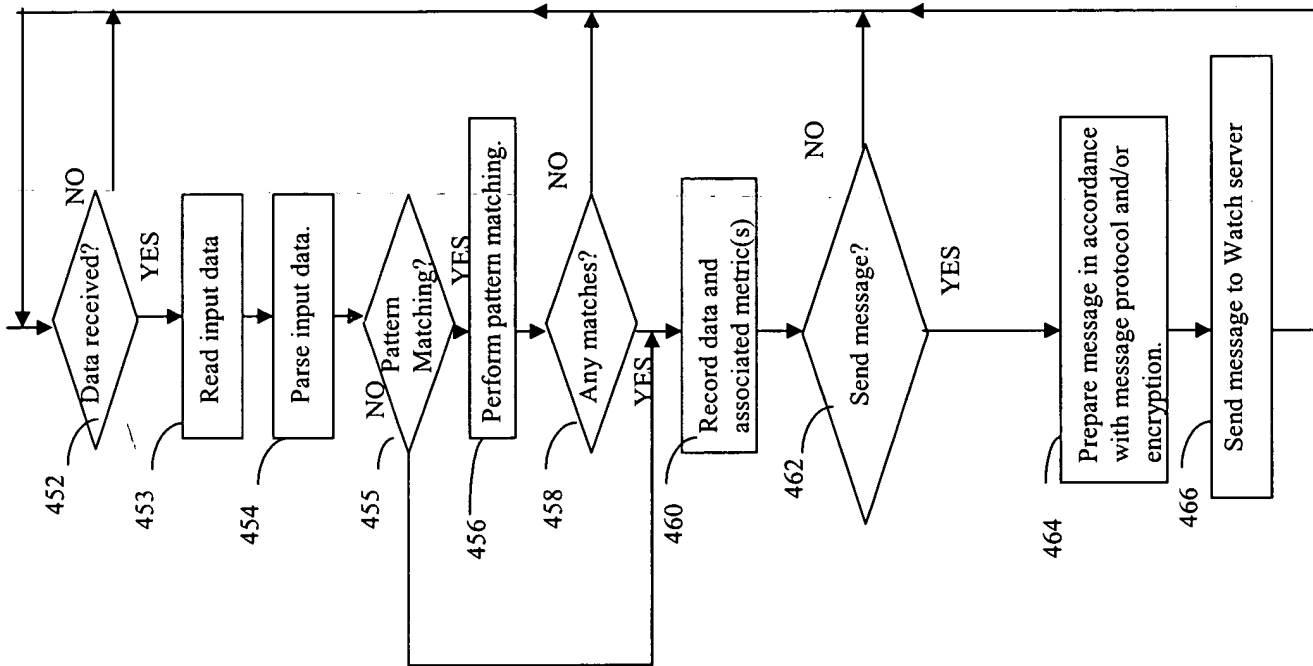 452
Data received?
NO
YES
453
Read input data
454
Parse input data.
455
NO
Pattern
Matching?
YES
456
Perform pattern matching.
458
Any matches?
NO
YES
460
Record data and
associated metric(s)
462
Send message?
NO
YES
464
Prepare message in accordance
with message protocol and/or
encryption.
466
Send message to Watch server